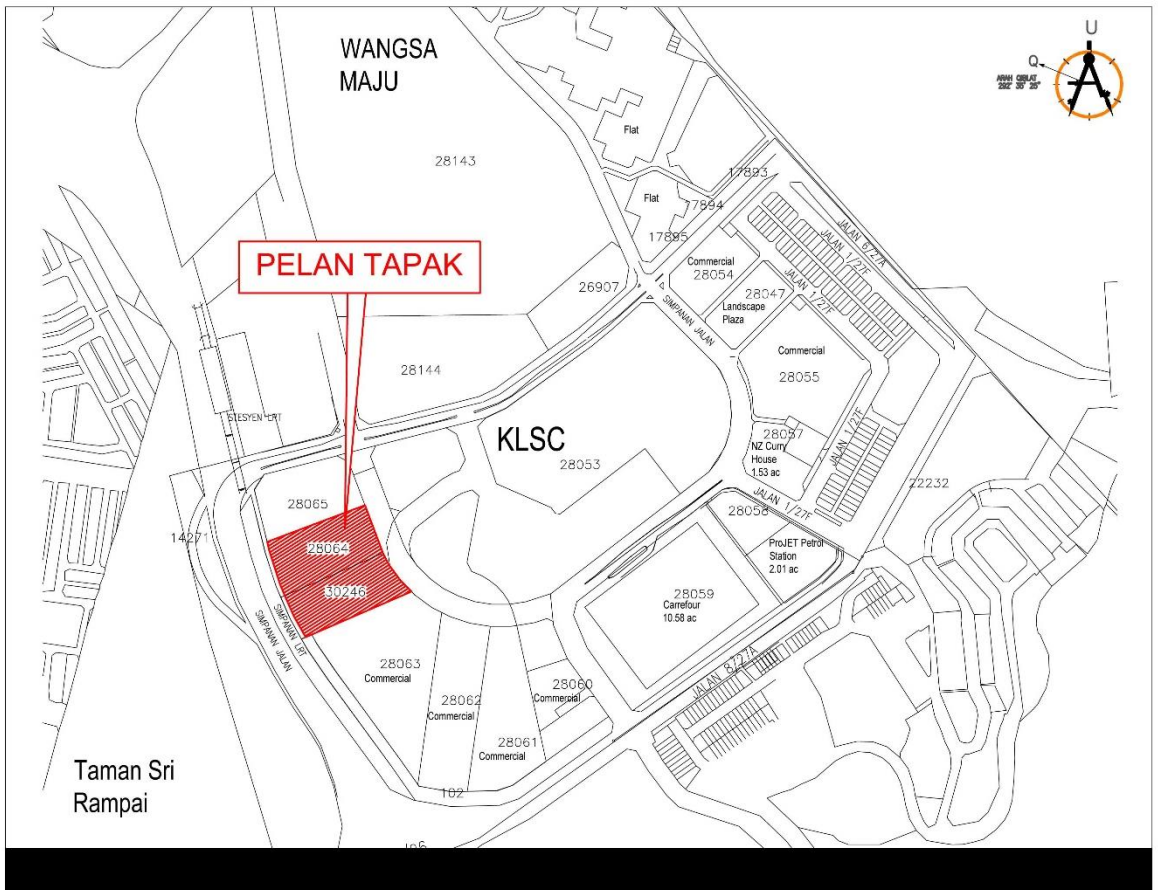 WANGSA
MAJU
U
Q
ARAH QIBLAT
292° 35' 25"
Flat
28143
17893
Flat
17894
17895
JALAN 6/27A
JALAN 1/27F
PELAN TAPAK
Commercial
28054
JALAN 1/27F
26907
28047
Landscape
Plaza
SIMPANAN JALAN
Commercial
28055
28144
STESYEN LRT
KLSC
28053
28057
NZ Curry
House
1.53 ac
JALAN 1/27F
22232
28065
JALAN 1/27F
28058
14271
28064
ProJET Petrol
Station
2.01 ac
30246
28059
Carrefour
10.58 ac
SIMPANAN LRT
SIMPANAN JALAN
28063
Commercial
JALAN 8/27A
28060
Commercial
28062
Commercial
28061
Commercial
Taman Sri
Rampai
102